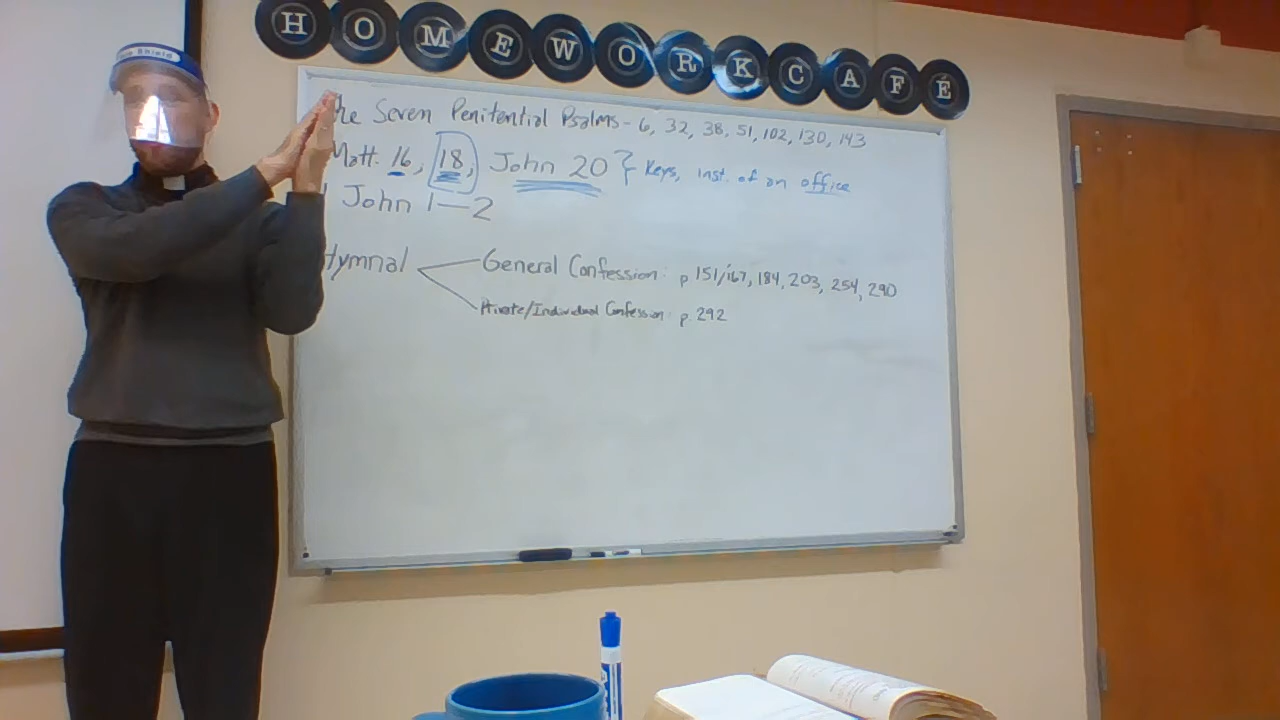 HOMEWORKCAFÉ
Shield
The Seven Penitential Psalms - 6, 32, 38, 51, 102, 130, 143
Matt. 16, 18, John 20 } Keys, inst. of an office
John 1-2
Hymnal
General Confession: p. 151/167, 184, 203, 254, 290
Private/Individual Confession: p. 292